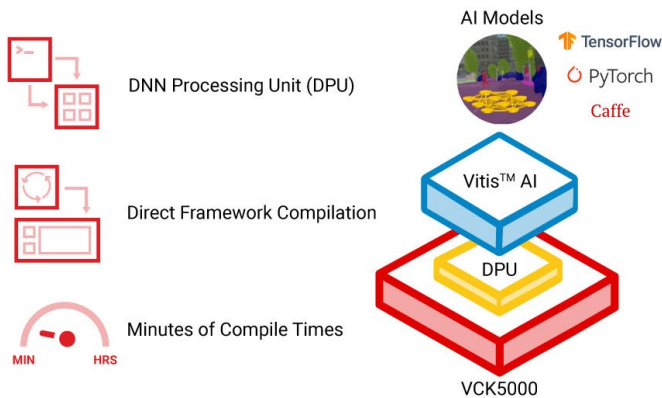 >_
DNN Processing Unit (DPU)
Direct Framework Compilation
Minutes of Compile Times
MIN
HRS
AI Models
TensorFlow
PyTorch
Caffe
Vitis™ AI
DPU
VCK5000